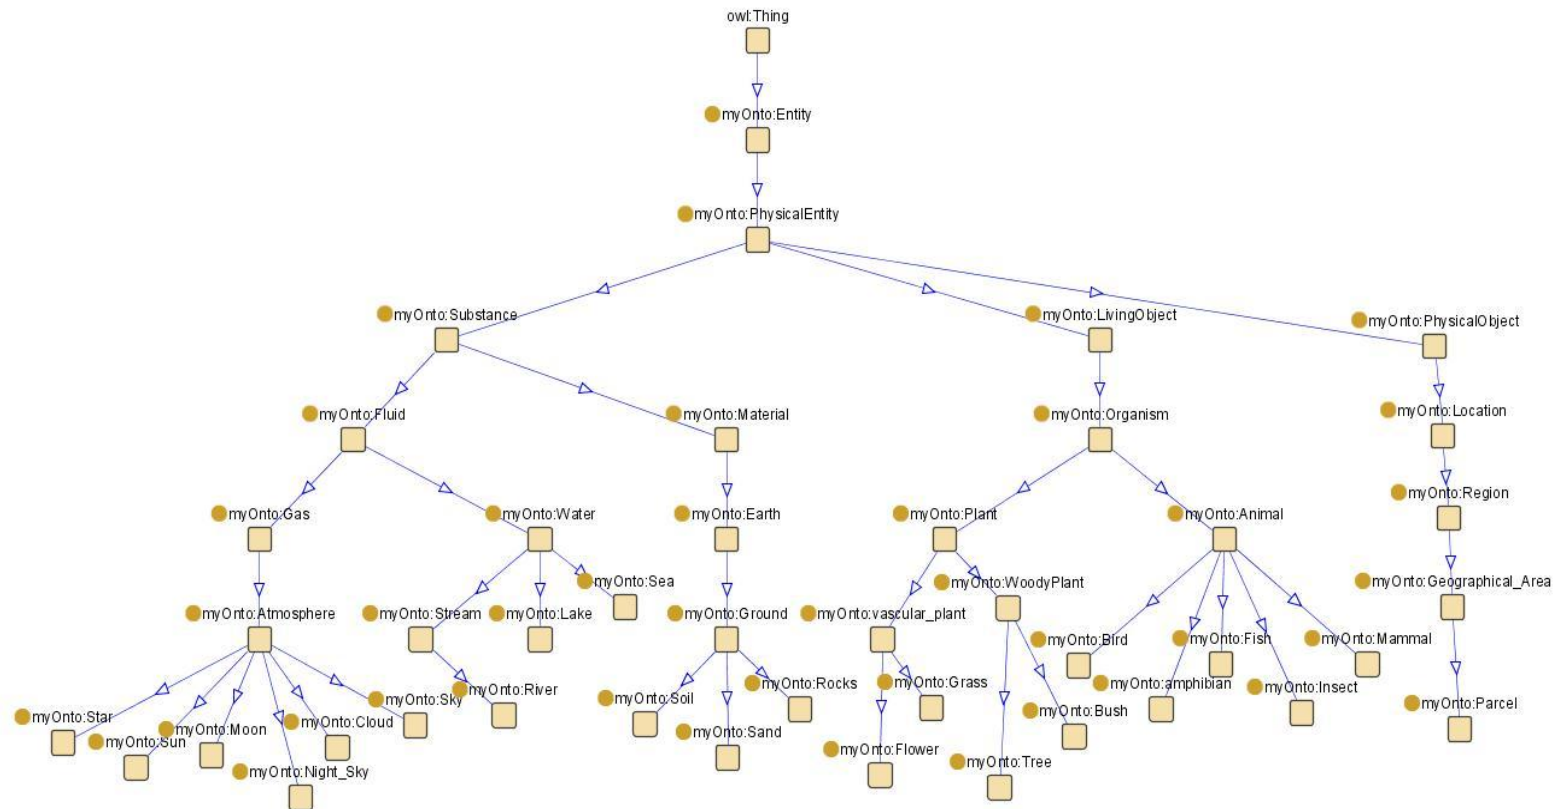 owl:Thing
myOnto:Entity
myOnto:PhysicalEntity
myOnto:Substance
myOnto:LivingObject
myOnto:PhysicalObject
myOnto:Fluid
myOnto:Material
myOnto:Organism
myOnto:Location
myOnto:Gas
myOnto:Water
myOnto:Earth
myOnto:Plant
myOnto:Animal
myOnto:Region
myOnto:Sea
myOnto:WoodyPlant
myOnto:Geographical_Area
myOnto:Atmosphere
myOnto:Stream
myOnto:Lake
myOnto:Ground
myOnto:vascular_plant
myOnto:Bird
myOnto:Fish
myOnto:Mammal
myOnto:Star
myOnto:Sun
myOnto:Moon
myOnto:Night_Sky
myOnto:Cloud
myOnto:Sky
myOnto:River
myOnto:Soil
myOnto:Sand
myOnto:Rocks
myOnto:Flower
myOnto:Grass
myOnto:Tree
myOnto:Bush
myOnto:amphibian
myOnto:Insect
myOnto:Parcel